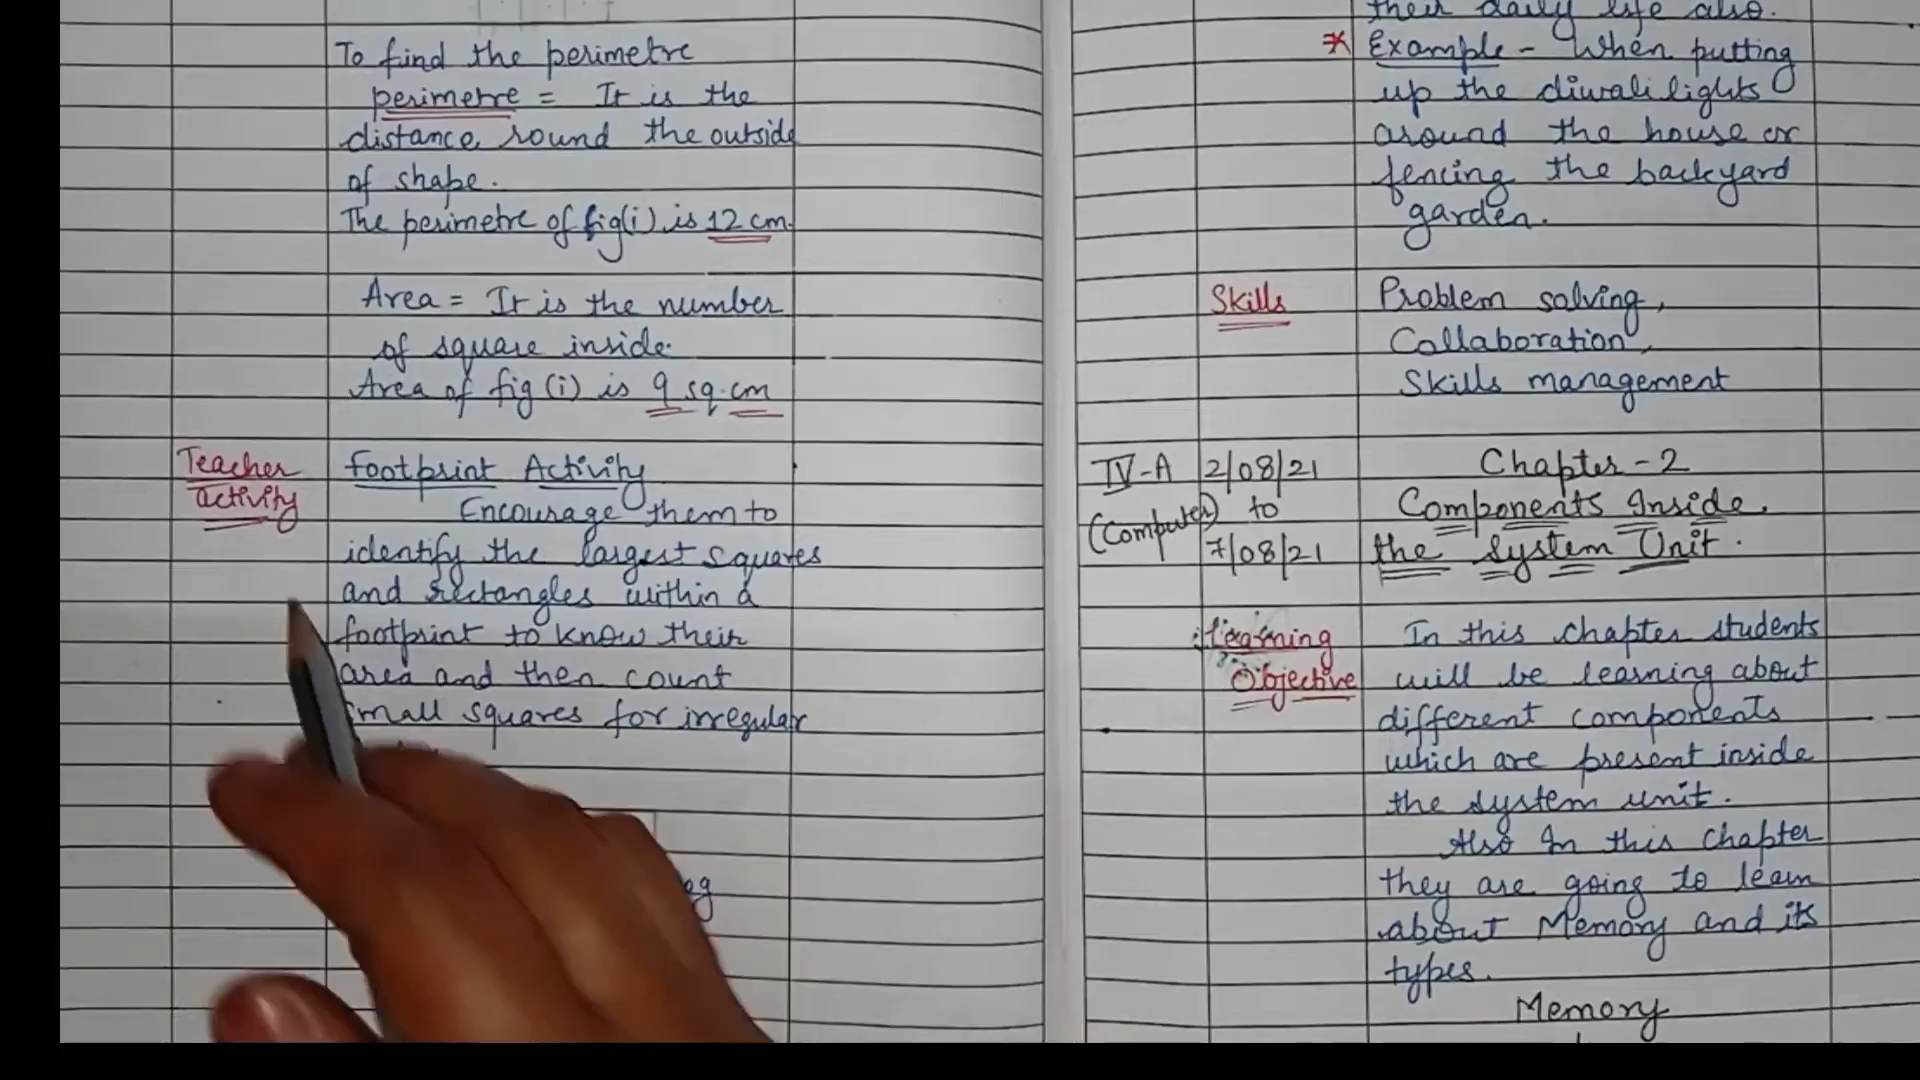 To find the perimetre
perimetre = It is the
distance round the outside
of shape.
The perimetre of fig(i) is 12 cm.
Area = It is the number
of square inside.
Area of fig (i) is 9 sq. cm
Teacher
activity
Footprint Activity
Encourage them to
identify the largest squares
and rectangles within a
footprint to know their
area and then count
small squares for irregular
their daily life also.
* Example - When putting
up the diwali lights
around the house or
fencing the backyard
garden.
Skills
Problem solving,
Collaboration,
Skills management
IV-A
(Computer)
2/08/21
to
7/08/21
Chapter-2
Components Inside
the System Unit.
Learning
Objective
In this chapter students
will be learning about
different components
which are present inside
the system unit.
Also In this chapter
they are going to learn
about Memory and its
types.
Memory